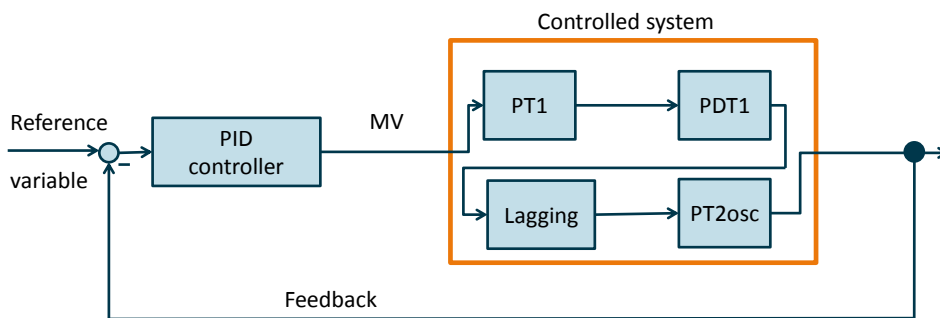 Controlled system
PT1
PDT1
MV
Reference
variable
PID
controller
Lagging
PT2osc
Feedback